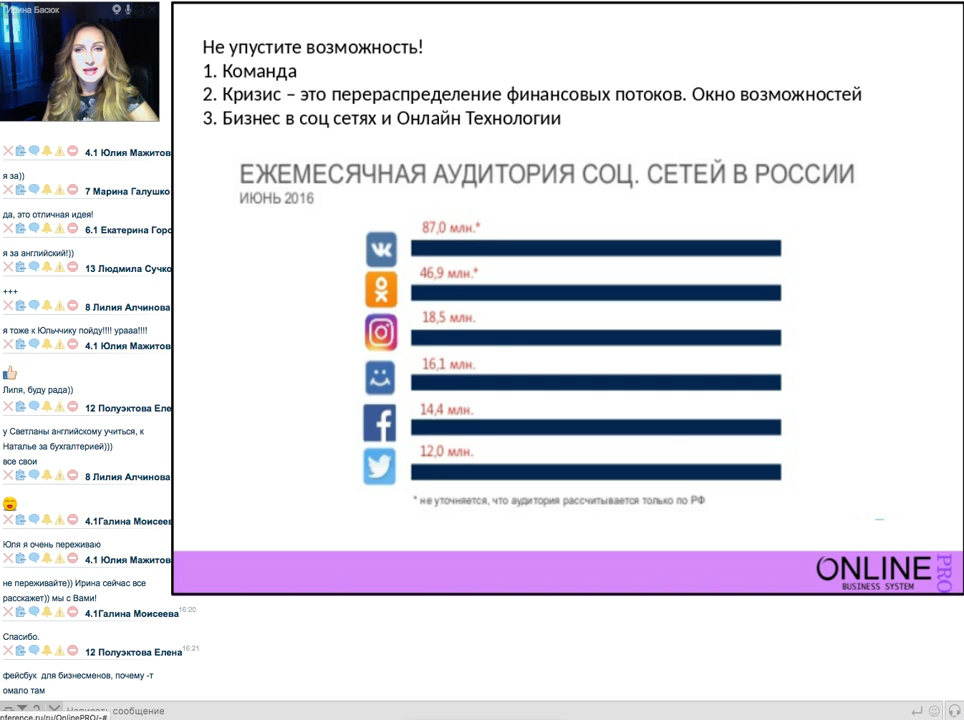 Ирина Басюк
4.1 Юлия Мажитов
я за))
7 Марина Галушко
да, это отличная идея!
6.1 Екатерина Горс
я за английский!))
13 Людмила Сучко
+++
8 Лилия Алчинова
я тоже к Юльчику пойду!!!! урааа!!!!
4.1 Юлия Мажитов
Лиля, буду рада))
12 Полуэктова Еле
у Светланы английскому учиться, к
Наталье за бухгалтерией)))
все свои
8 Лилия Алчинова
4.1Галина Моисеев
Юля я очень переживаю
4.1 Юлия Мажитов
не переживайте)) Ирина сейчас все
расскажет)) мы с Вами!
4.1Галина Моисеева 16:20
Спасибо.
12 Полуэктова Елена 16:21
фейсбук для бизнесменов, почему -т
омало там
сообщение
nference.ru/ru/OnlinePRO/-#
Не упустите возможность!
1. Команда
2. Кризис – это перераспределение финансовых потоков. Окно возможностей
3. Бизнес в соц сетях и Онлайн Технологии
ЕЖЕМЕСЯЧНАЯ АУДИТОРИЯ СОЦ. СЕТЕЙ В РОССИИ
ИЮНЬ 2016
87,0 млн.*
46,9 млн.*
18,5 млн.
16,1 млн.
14,4 млн.
12,0 млн.
* не уточняется, что аудитория рассчитывается только по РФ
ONLINE PRO
BUSINESS SYSTEM